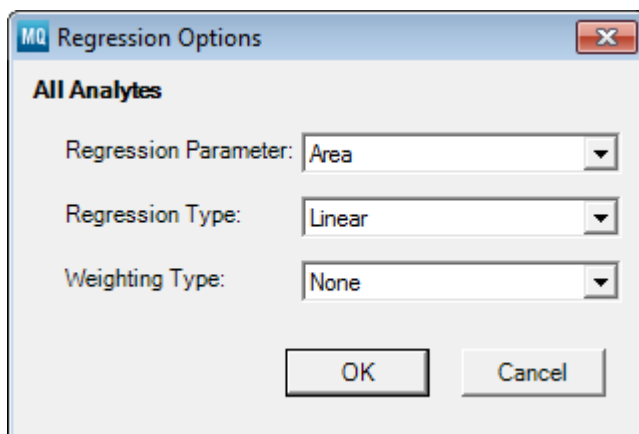 MQ Regression Options
All Analytes
Regression Parameter: Area
Regression Type: Linear
Weighting Type: None
OK Cancel